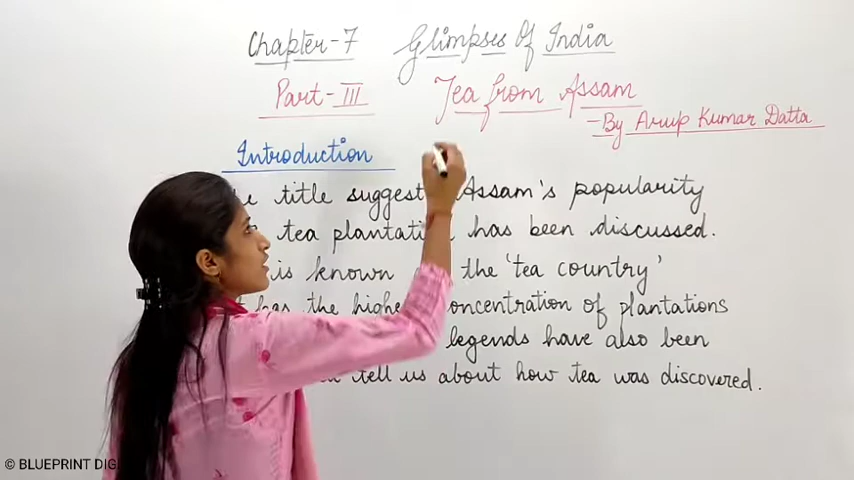 Chapter-7 Glimpses Of India
Part-III Tea from Assam
-By Arup Kumar Datta
Introduction
title suggest Assam's popularity
tea plantati has been discussed.
is known the 'tea country'
has the highe concentration of plantations
legends have also been
tell us about how tea was discovered.
© BLUEPRINT DIGI